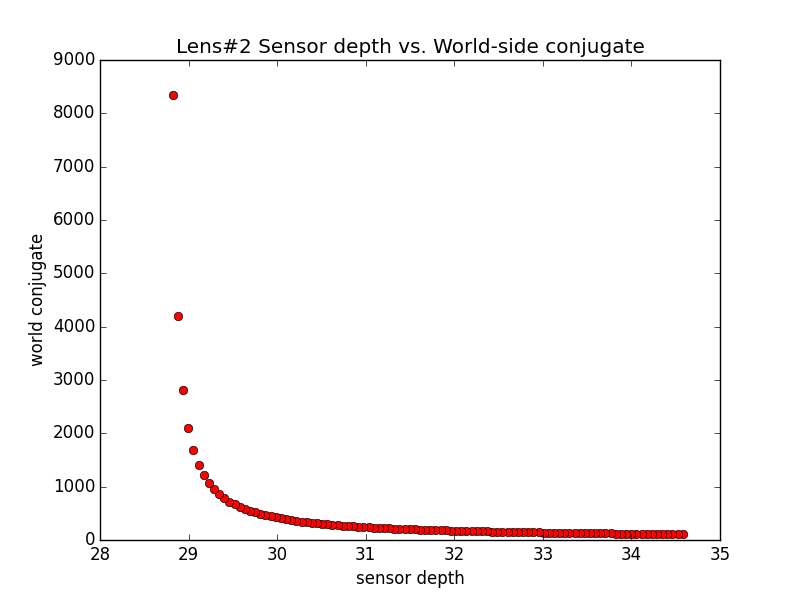 Lens#2 Sensor depth vs. World-side conjugate
9000
8000
7000
6000
5000
4000
3000
2000
1000
0
world conjugate
28 29 30 31 32 33 34 35
sensor depth